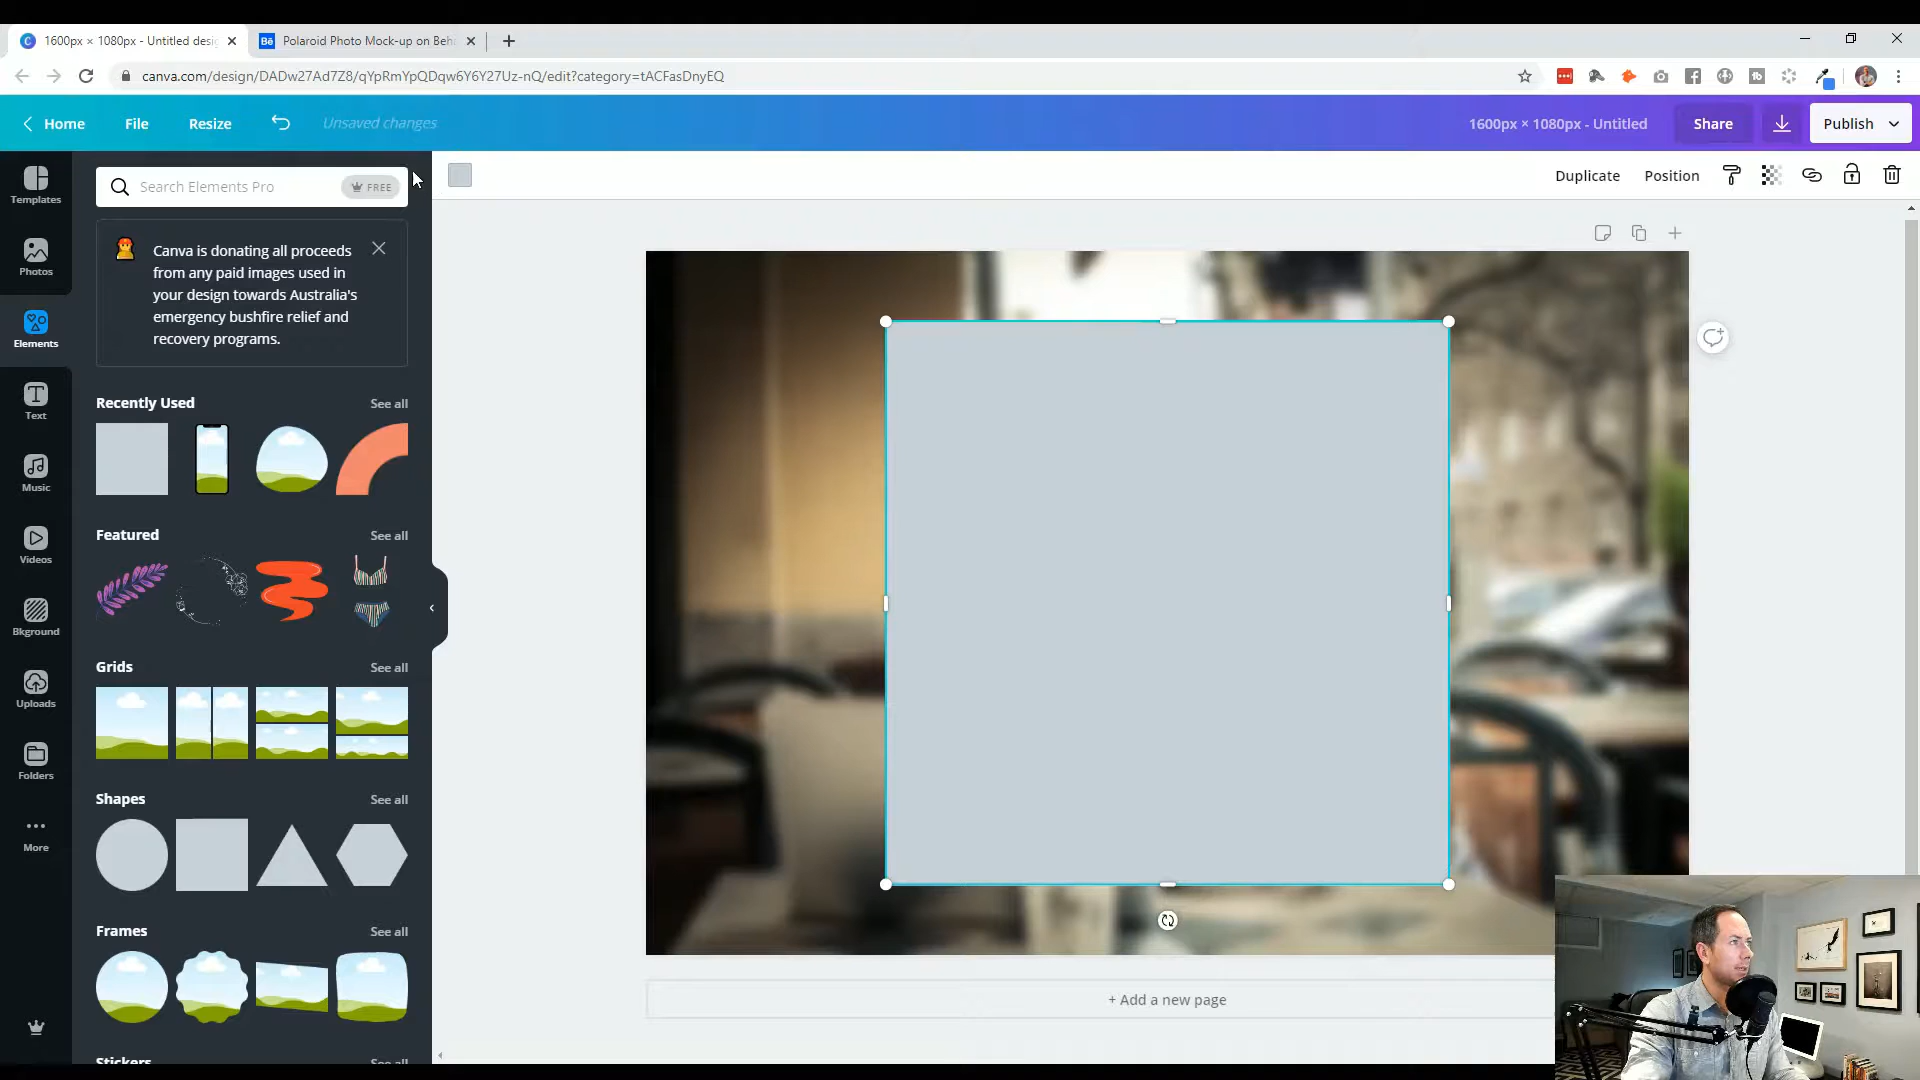 1600px × 1080px - Untitled desig
Bē
Polaroid Photo Mock-up on Beh
canva.com/design/DADw27Ad7Z8/qYpRmYpQDqw6Y6Y27Uz-nQ/edit?category=tACFasDnyEQ
Home
File
Resize
Unsaved changes
1600px × 1080px - Untitled
Share
Publish
Templates
Search Elements Pro
FREE
Duplicate
Position
Photos
Canva is donating all proceeds
from any paid images used in
your design towards Australia's
emergency bushfire relief and
recovery programs.
Elements
Text
Recently Used
See all
Music
Featured
See all
Videos
Bkground
Grids
See all
Uploads
Folders
Shapes
See all
More
Frames
See all
+ Add a new page
Stickers
See all